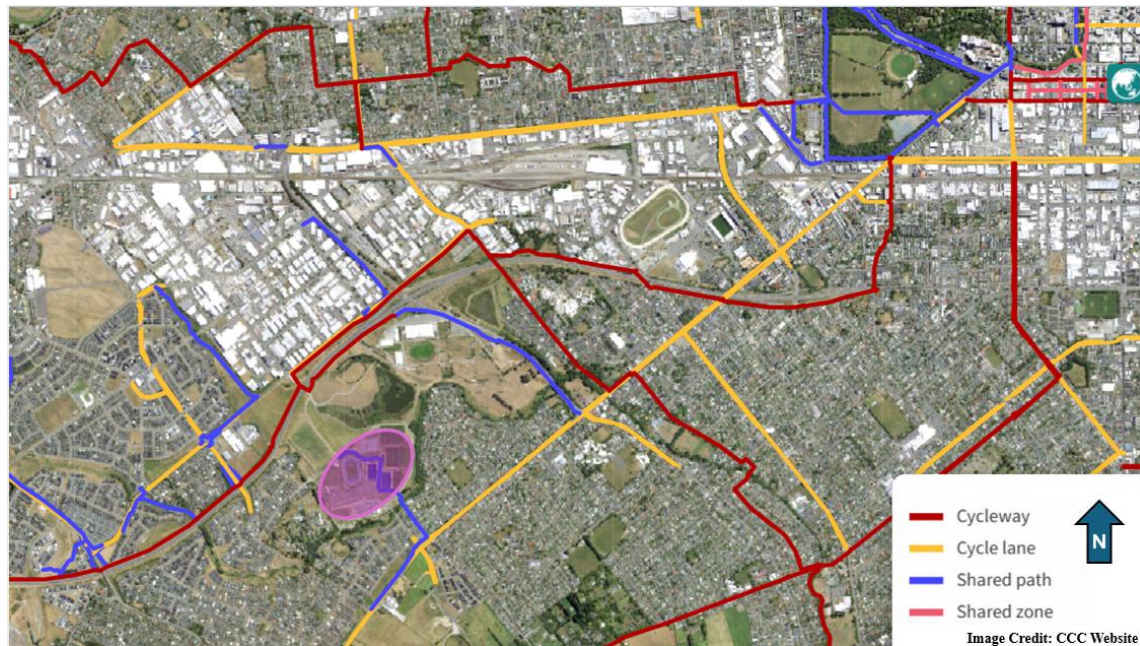 Cycleway
Cycle lane
Shared path
Shared zone
N
Image Credit: CCC Website